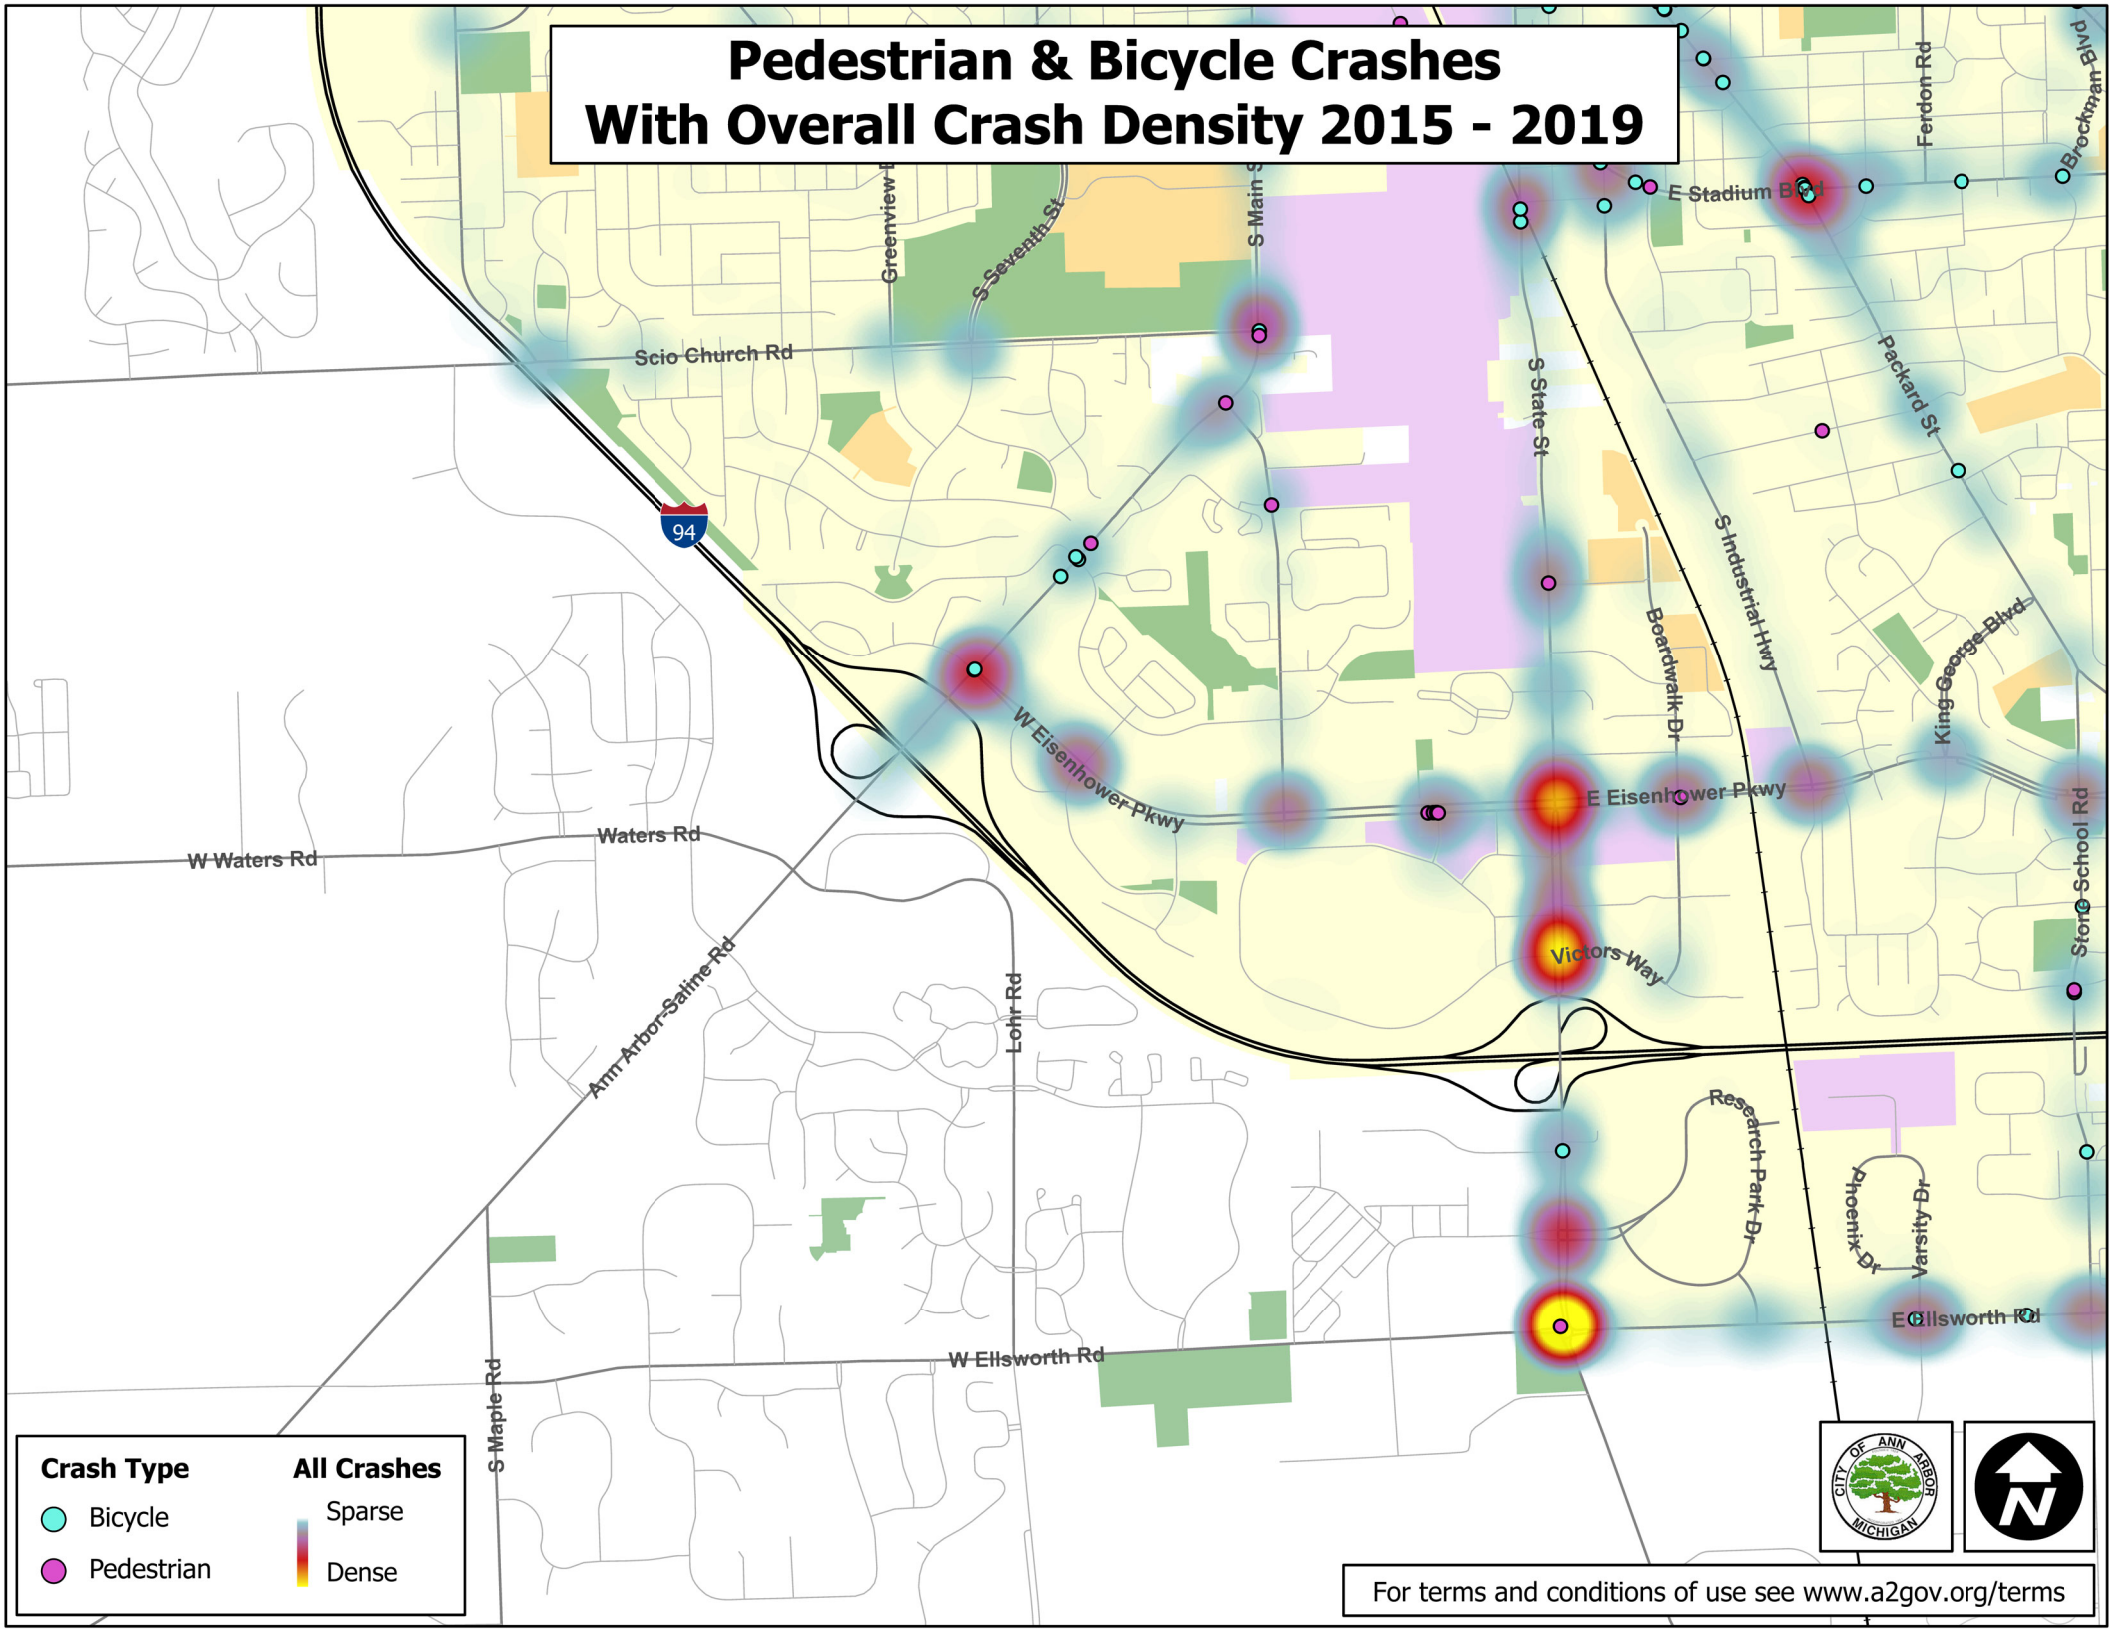 Pedestrian & Bicycle Crashes
With Overall Crash Density 2015 - 2019
Ferdon Rd
Brockman Blvd
Greenview
S Seventh St
S Main S
E Stadium Blvd
Scio Church Rd
S State St
Packard St
94
S Industrial Hwy
Boardwalk Dr
King George Blvd
W Eisenhower Pkwy
E Eisenhower Pkwy
Waters Rd
W Waters Rd
Stone School Rd
Victors Way
Ann Arbor-Saline Rd
Lohr Rd
Research Park Dr
Phoenix Dr
Varsity Dr
E Ellsworth Rd
W Ellsworth Rd
S Maple Rd
Crash Type
Bicycle
Pedestrian
All Crashes
Sparse
Dense
CITY OF ANN ARBOR
MICHIGAN
N
For terms and conditions of use see www.a2gov.org/terms